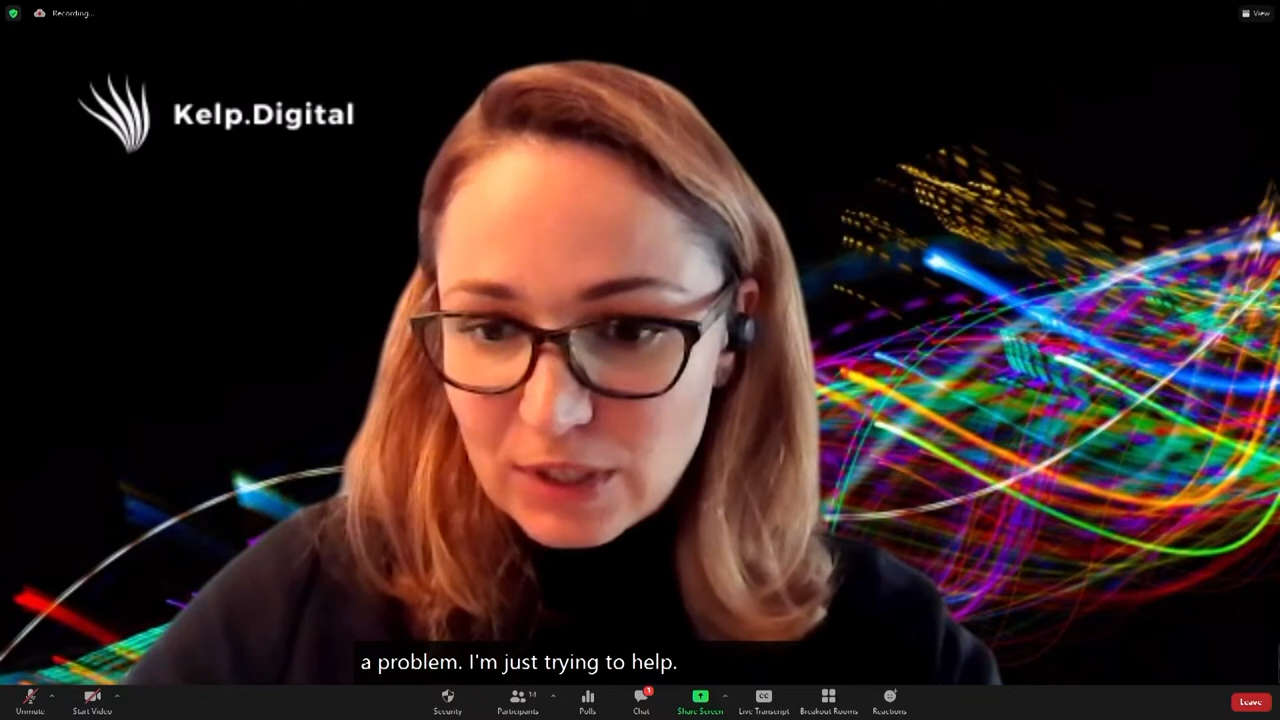 Recording...
View
Kelp.Digital
a problem. I'm just trying to help.
Unmute
Start Video
Security
Participants
14
Polls
Chat
1
Share Screen
Live Transcript
CC
Breakout Rooms
Reactions
Leave